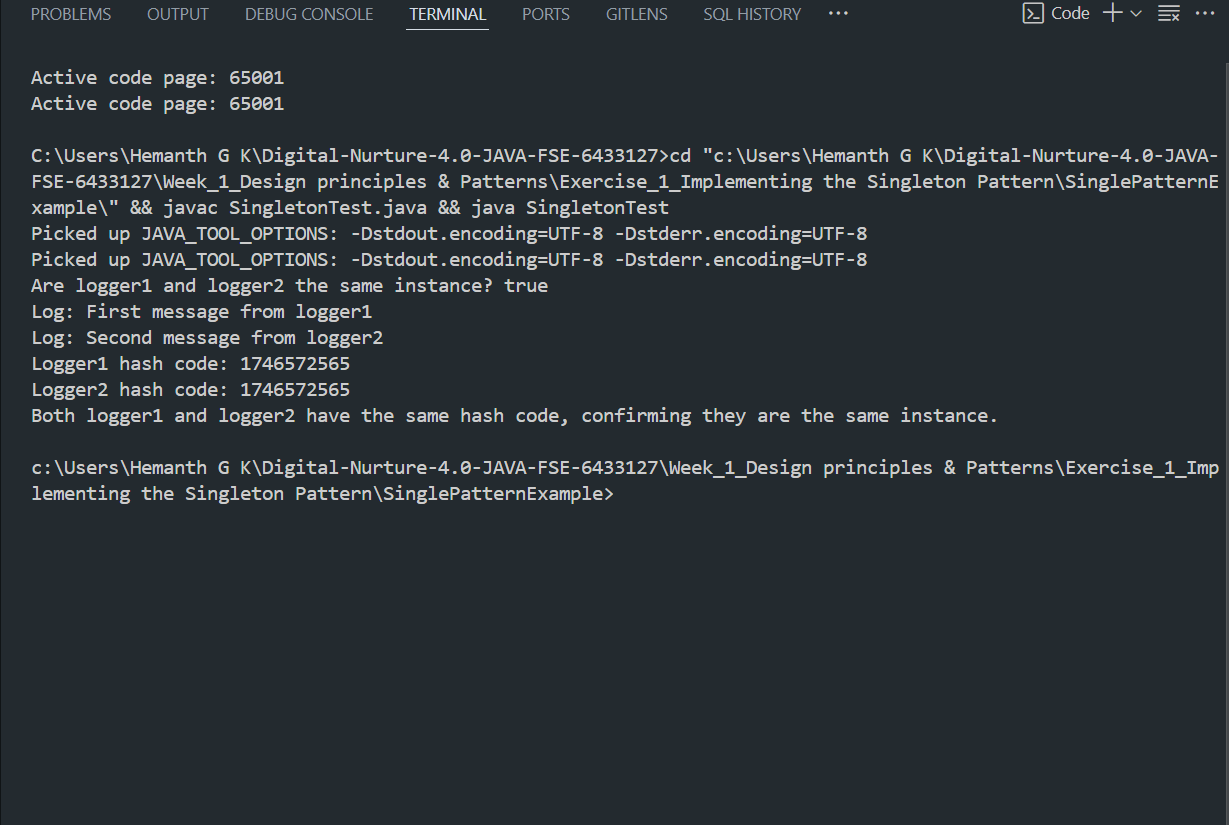 PROBLEMS OUTPUT DEBUG CONSOLE TERMINAL PORTS GITLENS SQL HISTORY ··· Code ···
Active code page: 65001
Active code page: 65001
C:\Users\Hemanth G K\Digital-Nurture-4.0-JAVA-FSE-6433127>cd "c:\Users\Hemanth G K\Digital-Nurture-4.0-JAVA-
FSE-6433127\Week_1_Design principles & Patterns\Exercise_1_Implementing the Singleton Pattern\SinglePatternE
xample\" && javac SingletonTest.java && java SingletonTest
Picked up JAVA_TOOL_OPTIONS: -Dstdout.encoding=UTF-8 -Dstderr.encoding=UTF-8
Picked up JAVA_TOOL_OPTIONS: -Dstdout.encoding=UTF-8 -Dstderr.encoding=UTF-8
Are logger1 and logger2 the same instance? true
Log: First message from logger1
Log: Second message from logger2
Logger1 hash code: 1746572565
Logger2 hash code: 1746572565
Both logger1 and logger2 have the same hash code, confirming they are the same instance.
c:\Users\Hemanth G K\Digital-Nurture-4.0-JAVA-FSE-6433127\Week_1_Design principles & Patterns\Exercise_1_Imp
lementing the Singleton Pattern\SinglePatternExample>